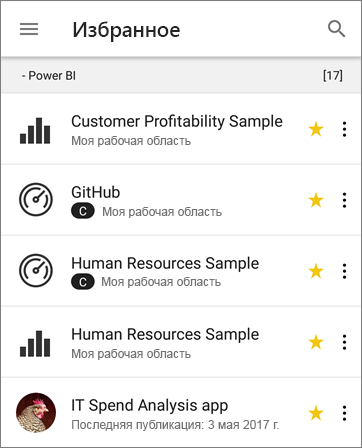 Избранное
- Power BI [17]
Customer Profitability Sample
Моя рабочая область
GitHub
C Моя рабочая область
Human Resources Sample
C Моя рабочая область
Human Resources Sample
Моя рабочая область
IT Spend Analysis app
Последняя публикация: 3 мая 2017 г.